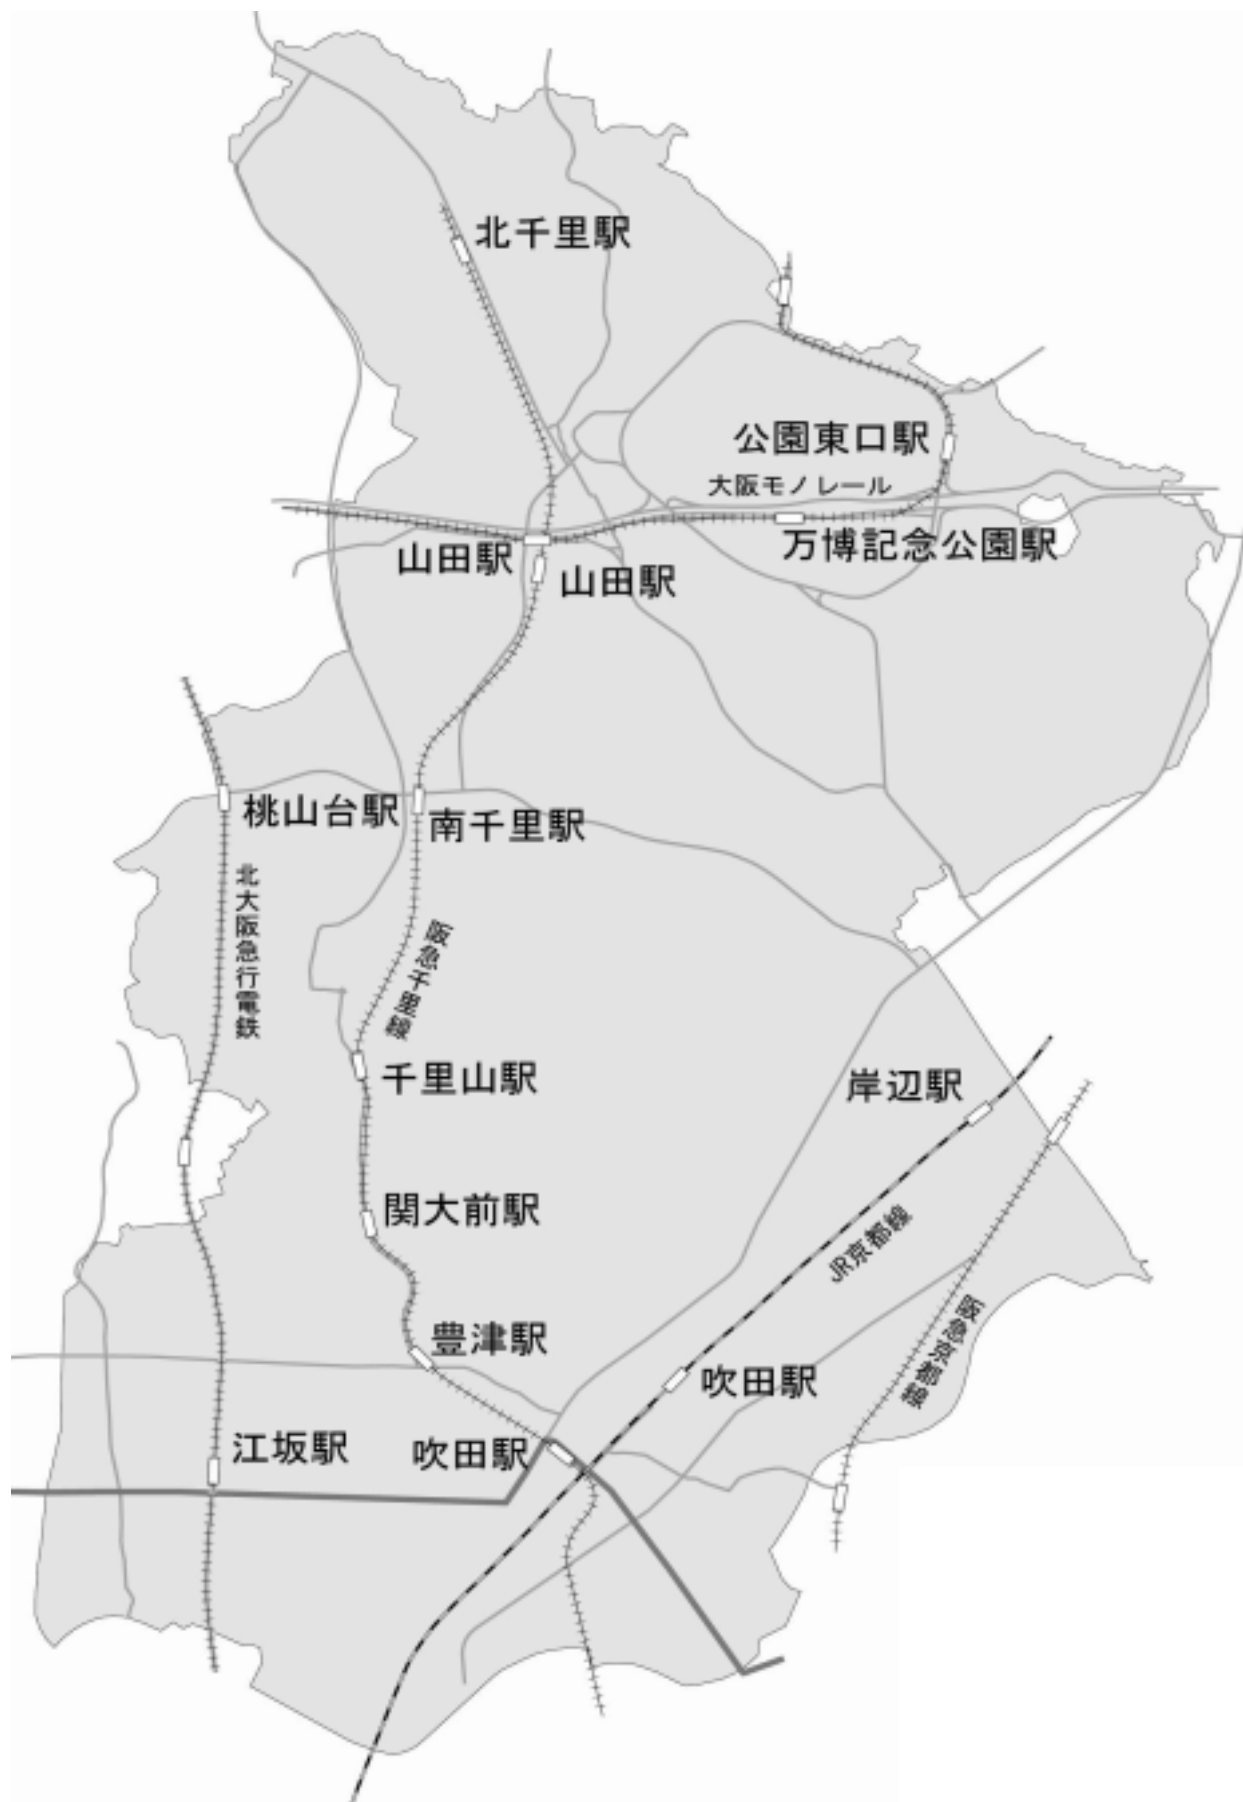 北千里駅
公園東口駅
大阪モノレール
万博記念公園駅
山田駅
山田駅
桃山台駅
南千里駅
北大阪急行電鉄
阪急千里線
千里山駅
岸辺駅
関大前駅
JR京都線
豊津駅
阪急京都線
吹田駅
江坂駅
吹田駅